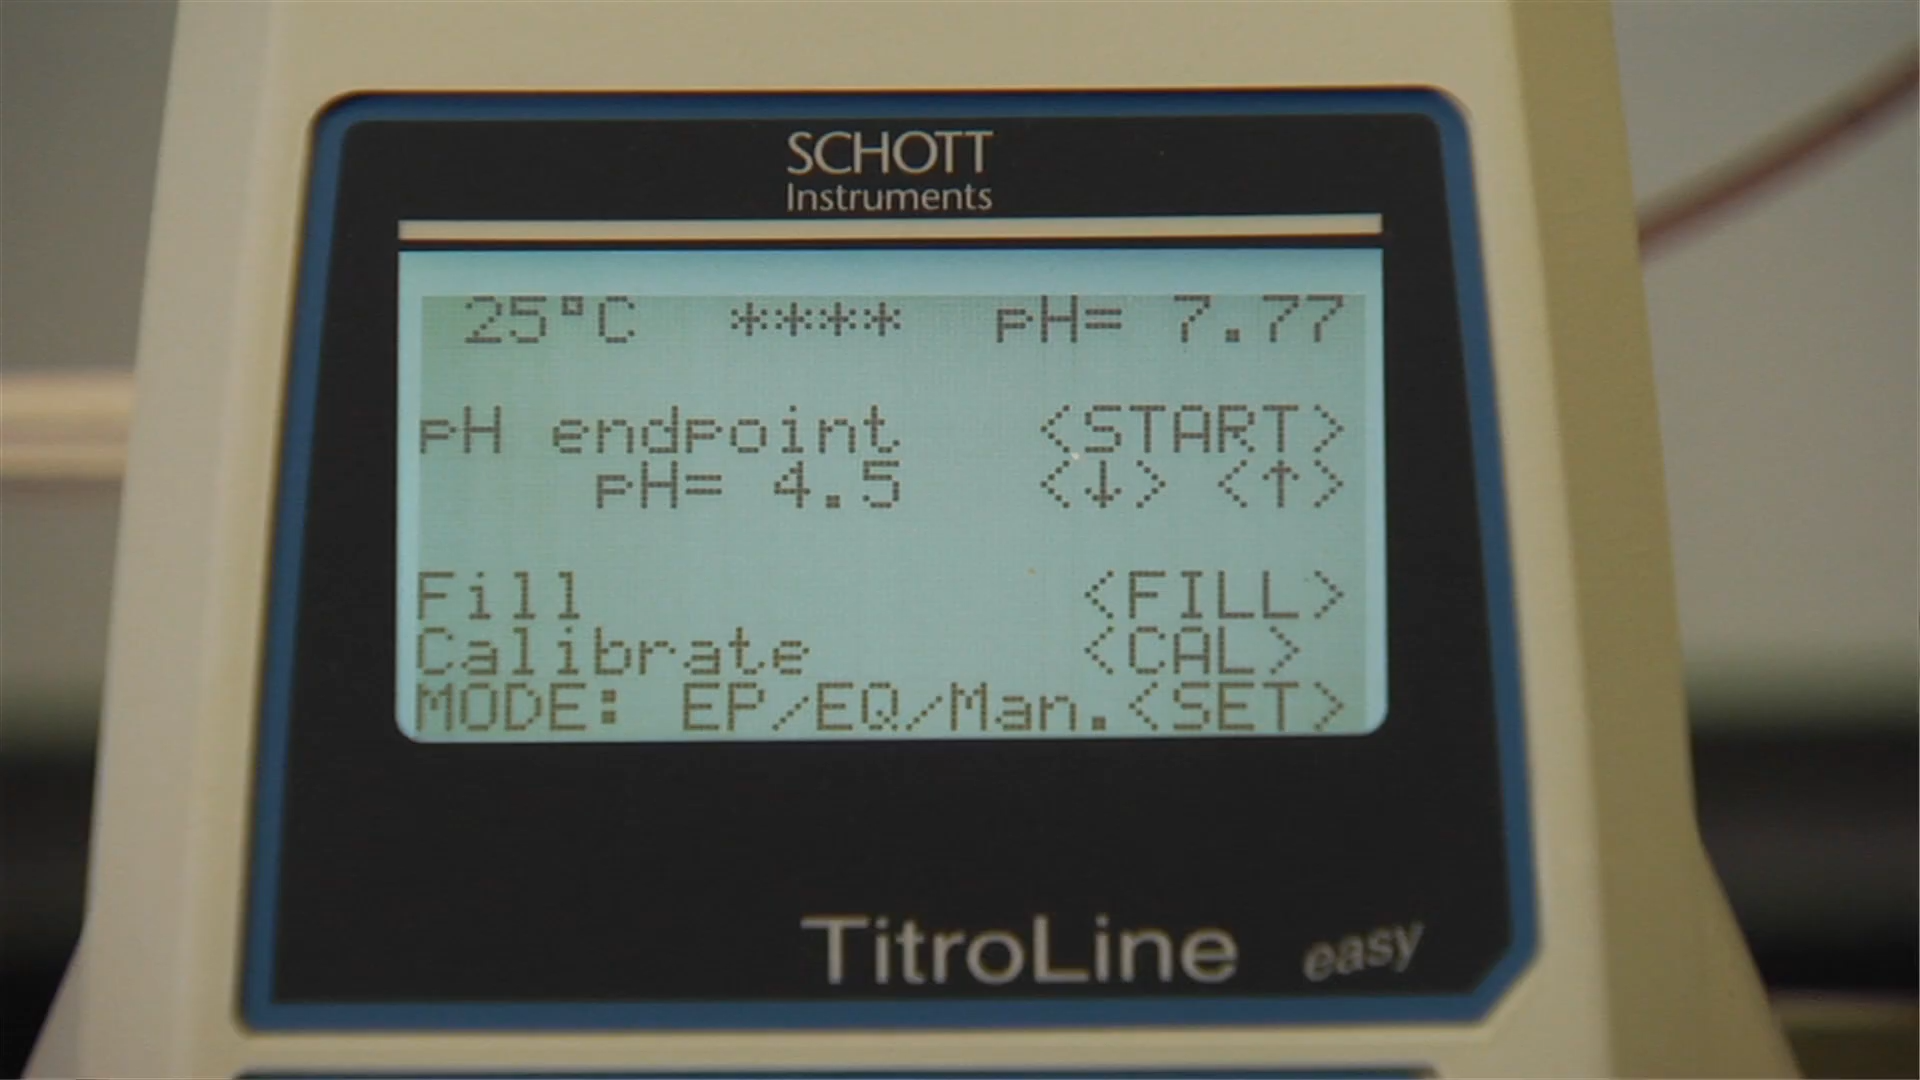 SCHOTT
Instruments
25°C **** pH= 7.77
pH endpoint <START>
pH= 4.5 <↓> <↑>
Fill <FILL>
Calibrate <CAL>
MODE: EP/EQ/Man.<SET>
TitroLine easy